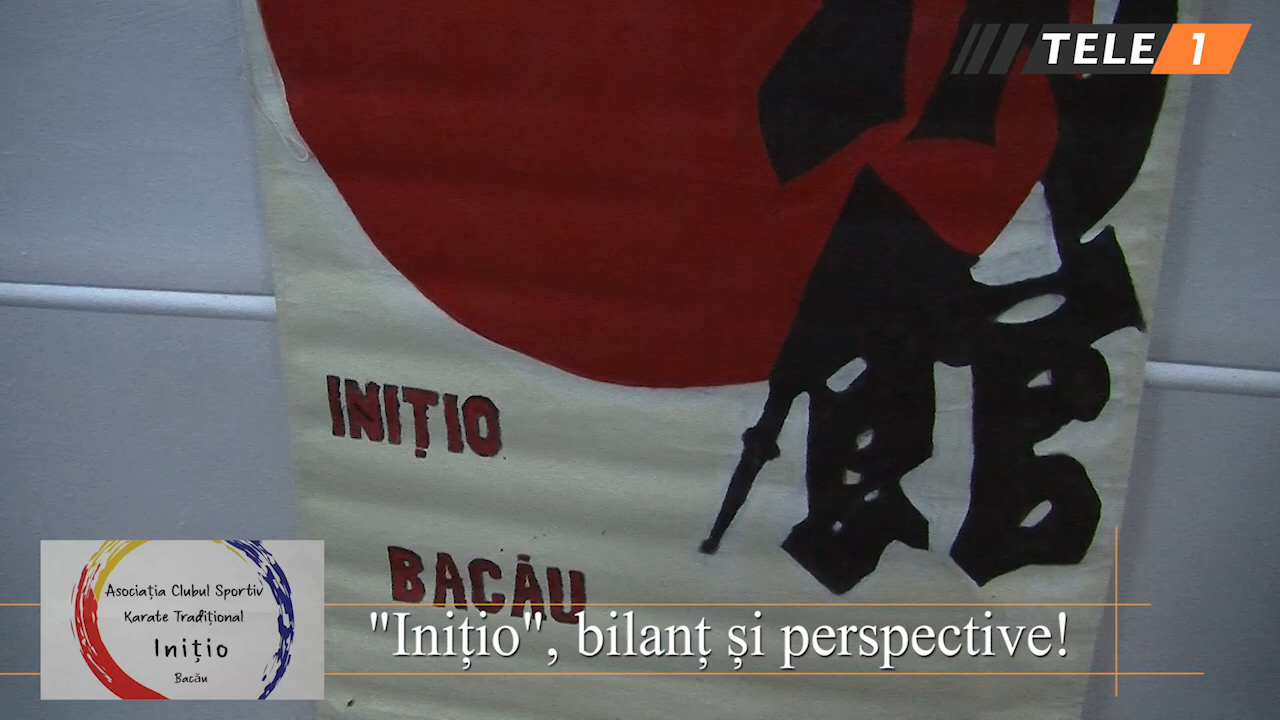 TELE 1
INIȚIO
BACĂU
Asociația Clubul Sportiv
Karate Tradițional
Inițio
Bacău
"Inițio", bilanț și perspective!